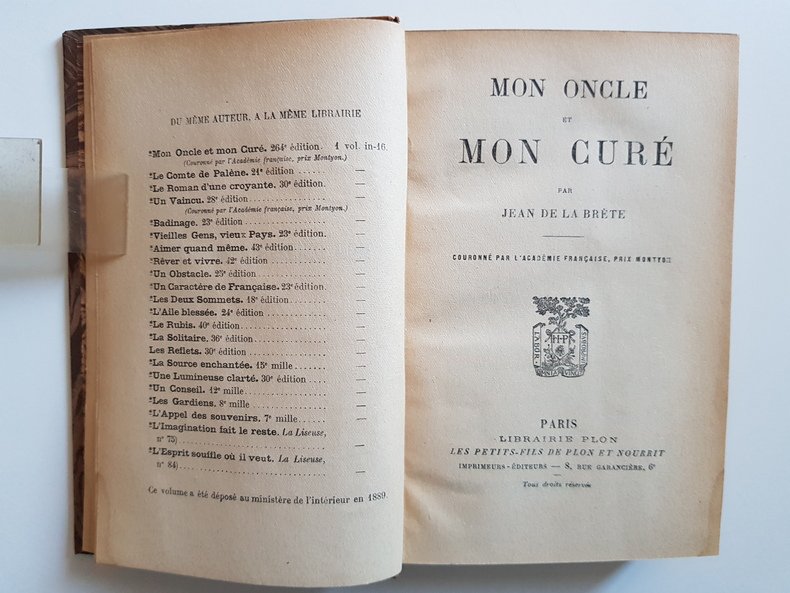 DU MÊME AUTEUR, A LA MÊME LIBRAIRIE
*Mon Oncle et mon Curé. 264e édition. 1 vol. in-16.
(Couronné par l'Académie française, prix Montyon.)
*Le Comte de Palène. 24e édition .......... —
*Le Roman d'une croyante. 30e édition. —
*Un Vaincu. 28e édition .......... —
(Couronné par l'Académie française, prix Montyon.)
*Badinage. 23e édition .......... —
*Vieilles Gens, vieux Pays. 23e édition. —
*Aimer quand même. 43e édition....... —
*Rêver et vivre. 42e édition .......... —
*Un Obstacle. 25e édition .......... —
*Un Caractère de Française. 23e édition. —
*Les Deux Sommets. 18e édition........ —
*L'Aile blessée. 24e édition .......... —
*Le Rubis. 40e édition .......... —
*La Solitaire. 36e édition .......... —
Les Reflets. 30e édition .......... —
*La Source enchantée. 15e mille....... —
*Une Lumineuse clarté. 30e édition .... —
*Un Conseil. 12e mille.......... —
*Les Gardiens. 8e mille .......... —
*L'Appel des souvenirs. 7e mille...... —
*L'Imagination fait le reste. La Liseuse,
n° 75) .......... —
*L'Esprit souffle où il veut. La Liseuse,
n° 84) .......... —
Ce volume a été déposé au ministère de l'intérieur en 1889.
MON ONCLE
ET
MON CURÉ
PAR
JEAN DE LA BRÈTE
COURONNÉ PAR L'ACADÉMIE FRANÇAISE, PRIX MONTYON
LABOR
H·P
PARIS
LIBRAIRIE PLON
LES PETITS-FILS DE PLON ET NOURRIT
IMPRIMEURS-ÉDITEURS — 8, RUE GARANCIÈRE, 6e
Tous droits réservés